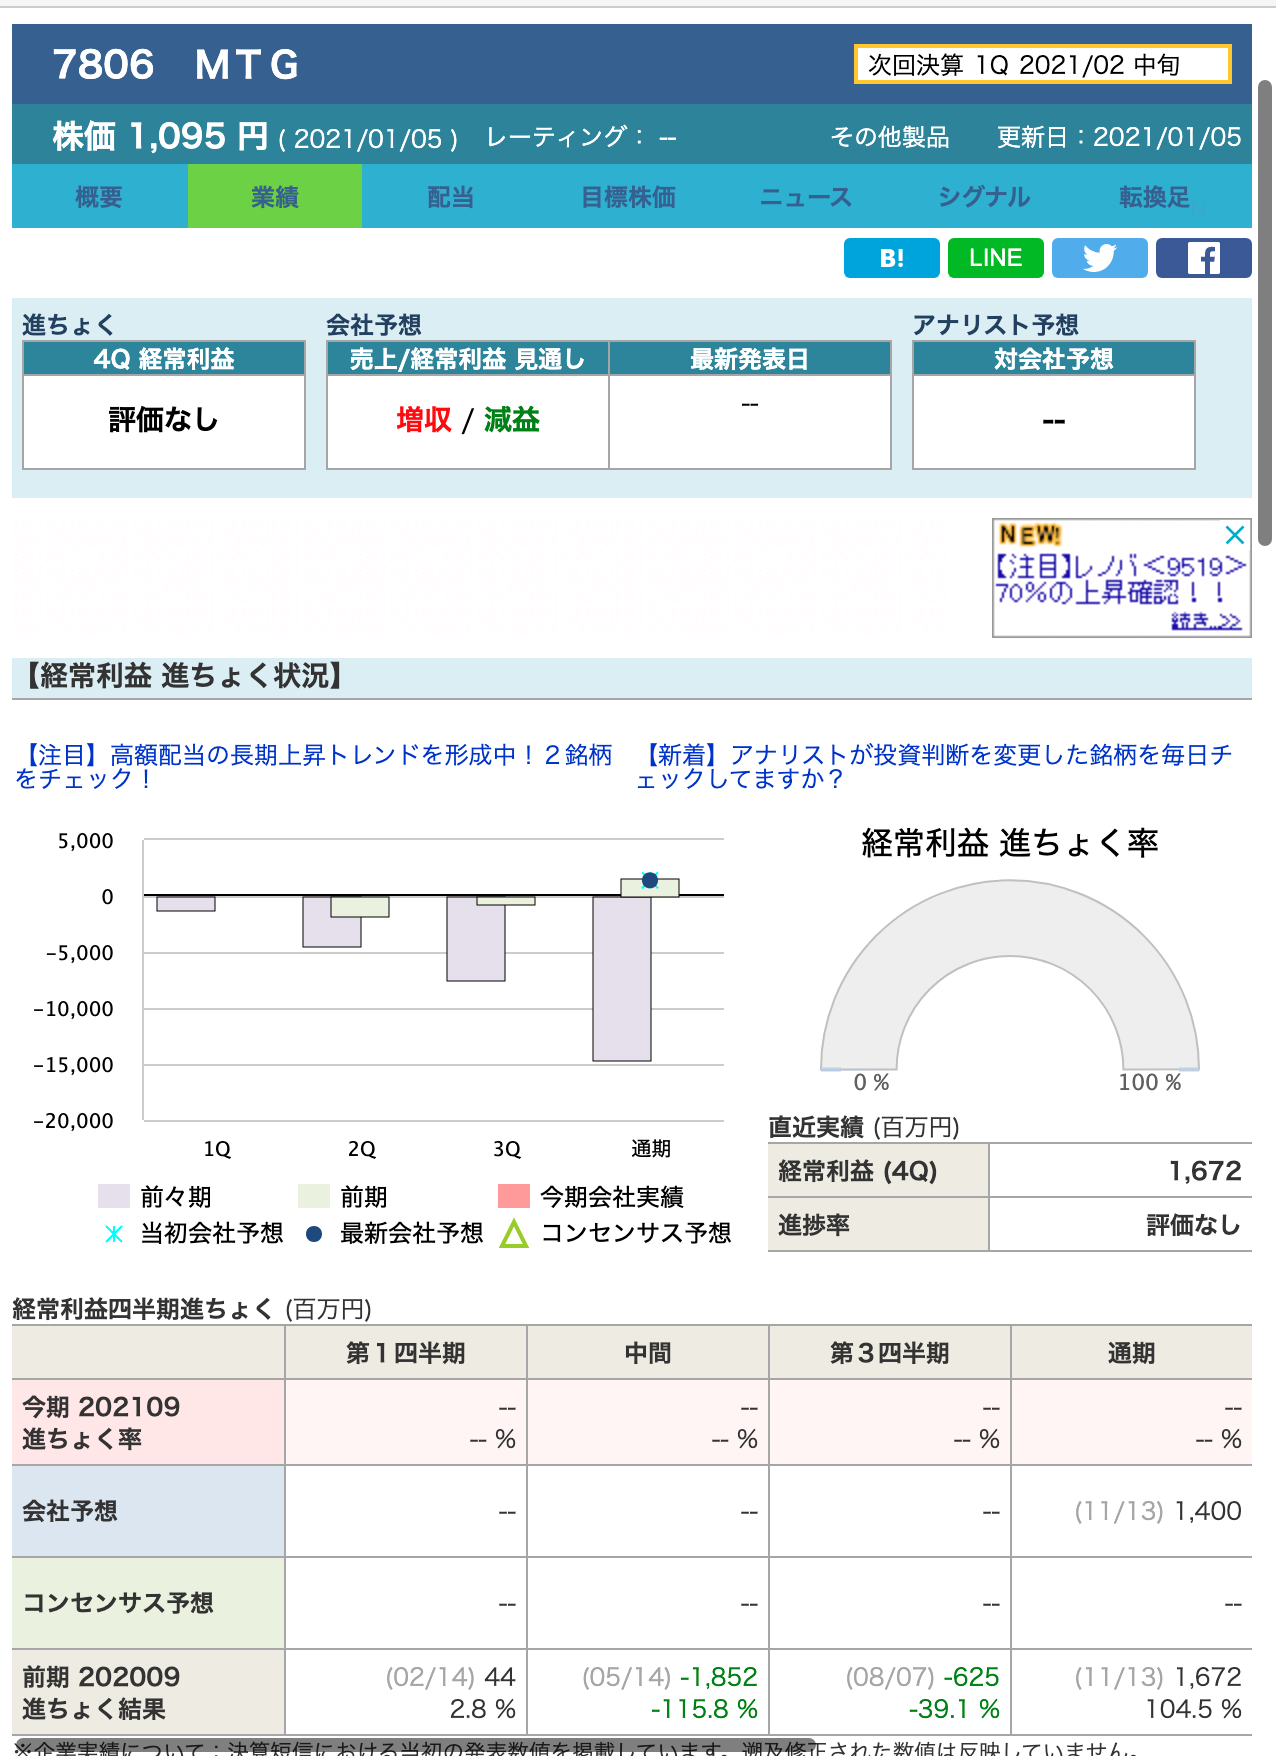 7806 ＭＴＧ
次回決算 1Q 2021/02 中旬
株価 1,095 円 ( 2021/01/05 ) レーティング： --
その他製品 更新日：2021/01/05
概要 業績 配当 目標株価 ニュース シグナル 転換足
B! LINE
進ちょく 会社予想 アナリスト予想
4Q 経常利益 売上/経常利益 見通し 最新発表日 対会社予想
評価なし 増収 / 減益 -- --
NEW!
【注目】レノバ<9519>
70%の上昇確認！！
続き..>>
【経常利益 進ちょく状況】
【注目】高額配当の長期上昇トレンドを形成中！２銘柄
をチェック！
【新着】アナリストが投資判断を変更した銘柄を毎日チ
ェックしてますか？
5,000
0
-5,000
-10,000
-15,000
-20,000
1Q 2Q 3Q 通期
前々期 前期 今期会社実績
当初会社予想 最新会社予想 コンセンサス予想
経常利益 進ちょく率
0 % 100 %
直近実績 (百万円)
経常利益 (4Q) 1,672
進捗率 評価なし
経常利益四半期進ちょく (百万円)
第１四半期 中間 第３四半期 通期
今期 202109 -- -- -- --
進ちょく率 -- % -- % -- % -- %
会社予想 -- -- -- (11/13) 1,400
コンセンサス予想 -- -- -- --
前期 202009 (02/14) 44 (05/14) -1,852 (08/07) -625 (11/13) 1,672
進ちょく結果 2.8 % -115.8 % -39.1 % 104.5 %
※企業実績について：決算短信における当初の発表数値を掲載しています。遡及修正された数値は反映していません。